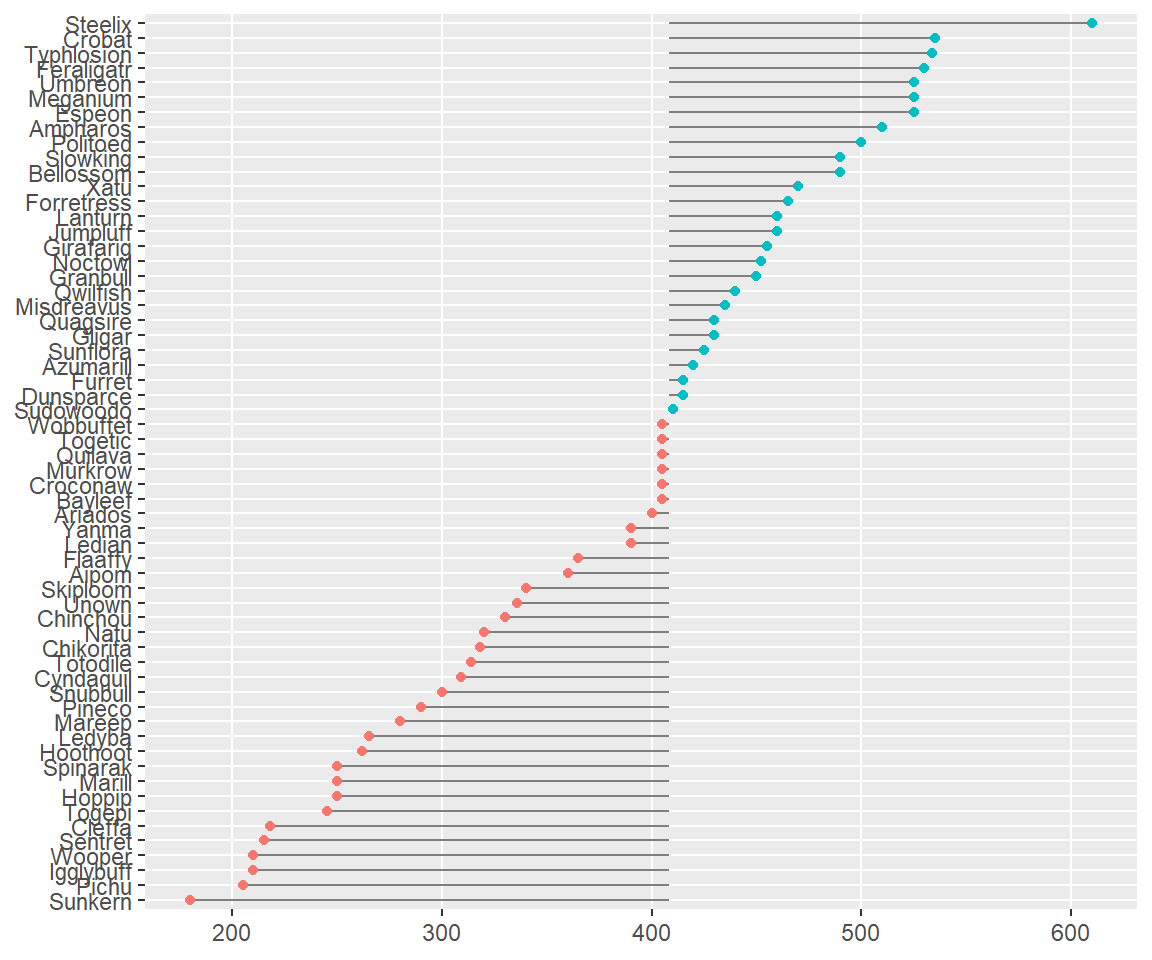 Steelix
Crobat
Typhlosion
Feraligatr
Umbreon
Meganium
Espeon
Ampharos
Politoed
Slowking
Bellossom
Xatu
Forretress
Lanturn
Jumpluff
Girafarig
Noctowl
Granbull
Qwilfish
Misdreavus
Quagsire
Gligar
Sunflora
Azumarill
Furret
Dunsparce
Sudowoodo
Wobbuffet
Togetic
Quilava
Murkrow
Croconaw
Bayleef
Ariados
Yanma
Ledian
Flaaffy
Aipom
Skiploom
Unown
Chinchou
Natu
Chikorita
Totodile
Cyndaquil
Snubbull
Pineco
Mareep
Ledyba
Hoothoot
Spinarak
Marill
Hoppip
Togepi
Cleffa
Sentret
Wooper
Igglybuff
Pichu
Sunkern
200 300 400 500 600